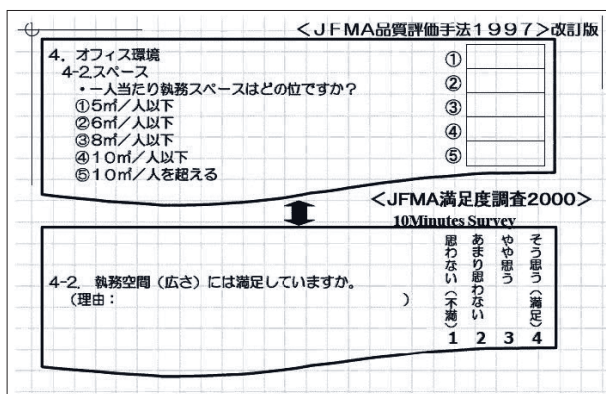 ＜JFMA品質評価手法1997＞改訂版
4. オフィス環境
4-2.スペース
・一人当たり執務スペースはどの位ですか？
①5㎡／人以下
②6㎡／人以下
③8㎡／人以下
④10㎡／人以下
⑤10㎡／人を超える
①
②
③
④
⑤
＜JFMA満足度調査2000＞
10Minutes Survey
4-2. 執務空間（広さ）には満足していますか。
（理由：　　　）
思わない（不満） 1
あまり思わない 2
やや思う 3
そう思う（満足） 4